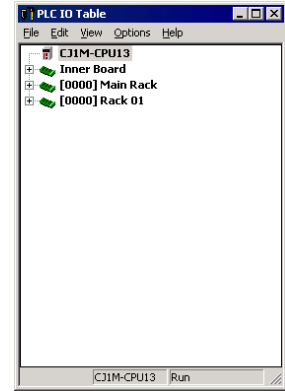 PLC IO Table
File Edit View Options Help
CJ1M-CPU13
Inner Board
[0000] Main Rack
[0000] Rack 01
CJ1M-CPU13 Run